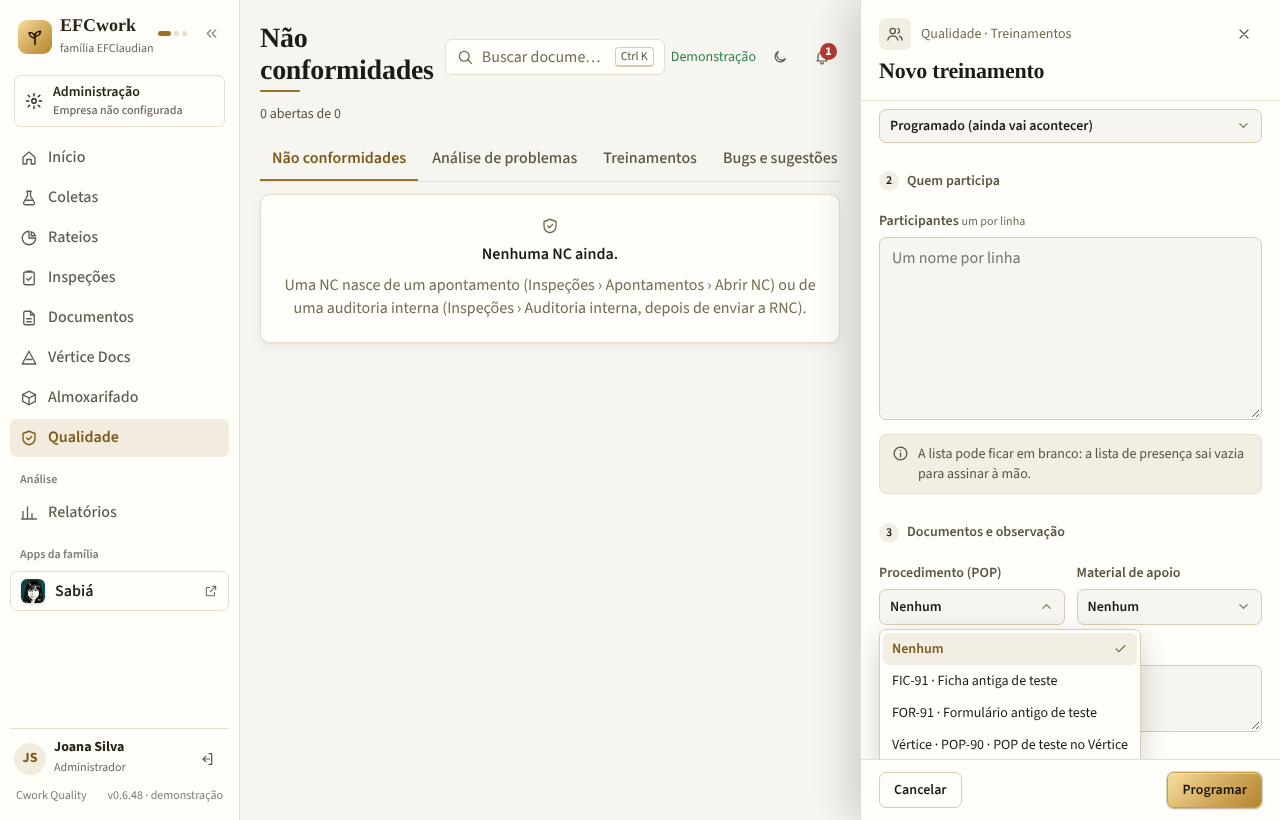 EFCwork
família EFClaudian
Administração
Empresa não configurada
Início
Coletas
Rateios
Inspeções
Documentos
Vértice Docs
Almoxarifado
Qualidade
Análise
Relatórios
Apps da família
Sabiá
JS
Joana Silva
Administrador
Cwork Quality
v0.6.48 · demonstração
Não
conformidades
Buscar docume…
Ctrl K
Demonstração
1
0 abertas de 0
Não conformidades
Análise de problemas
Treinamentos
Bugs e sugestões
Nenhuma NC ainda.
Uma NC nasce de um apontamento (Inspeções › Apontamentos › Abrir NC) ou de
uma auditoria interna (Inspeções › Auditoria interna, depois de enviar a RNC).
Qualidade · Treinamentos
Novo treinamento
Programado (ainda vai acontecer)
2 Quem participa
Participantes um por linha
Um nome por linha
A lista pode ficar em branco: a lista de presença sai vazia
para assinar à mão.
3 Documentos e observação
Procedimento (POP)
Material de apoio
Nenhum
Nenhum
Nenhum
FIC-91 · Ficha antiga de teste
FOR-91 · Formulário antigo de teste
Vértice · POP-90 · POP de teste no Vértice
Cancelar
Programar